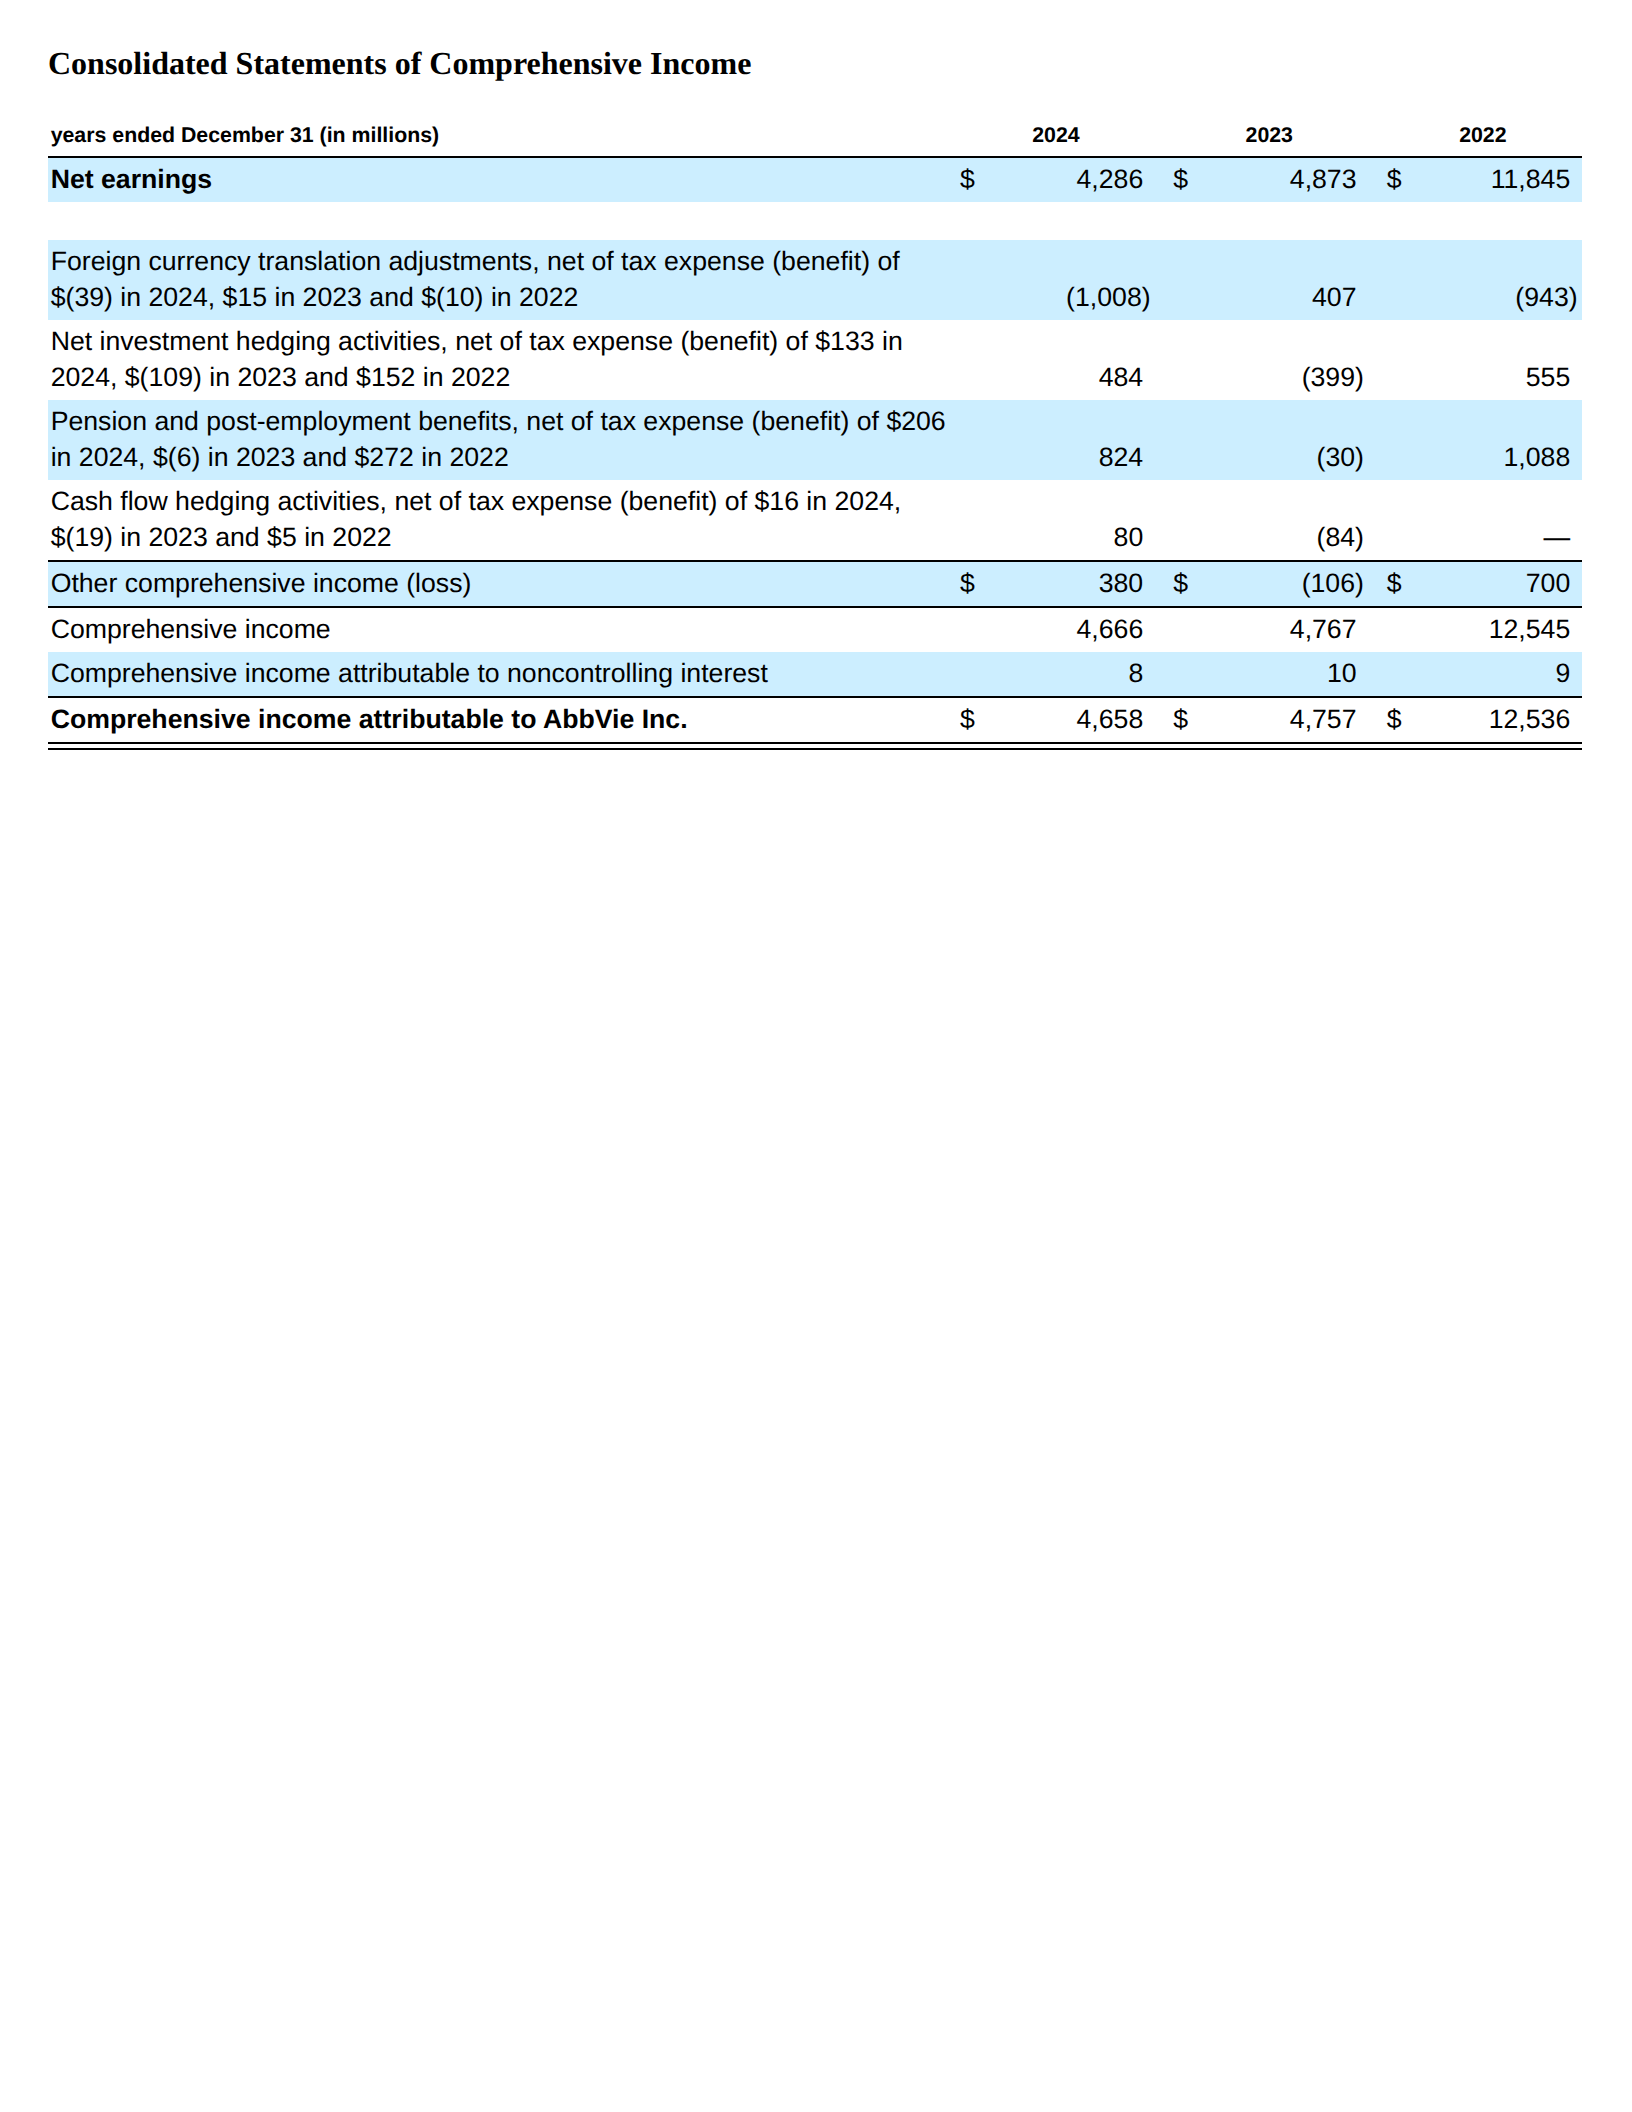 Consolidated Statements of Comprehensive Income
years ended December 31 (in millions) 2024 2023 2022
Net earnings $ 4,286 $ 4,873 $ 11,845
Foreign currency translation adjustments, net of tax expense (benefit) of
$(39) in 2024, $15 in 2023 and $(10) in 2022 (1,008) 407 (943)
Net investment hedging activities, net of tax expense (benefit) of $133 in
2024, $(109) in 2023 and $152 in 2022 484 (399) 555
Pension and post-employment benefits, net of tax expense (benefit) of $206
in 2024, $(6) in 2023 and $272 in 2022 824 (30) 1,088
Cash flow hedging activities, net of tax expense (benefit) of $16 in 2024,
$(19) in 2023 and $5 in 2022 80 (84) —
Other comprehensive income (loss) $ 380 $ (106) $ 700
Comprehensive income 4,666 4,767 12,545
Comprehensive income attributable to noncontrolling interest 8 10 9
Comprehensive income attributable to AbbVie Inc. $ 4,658 $ 4,757 $ 12,536